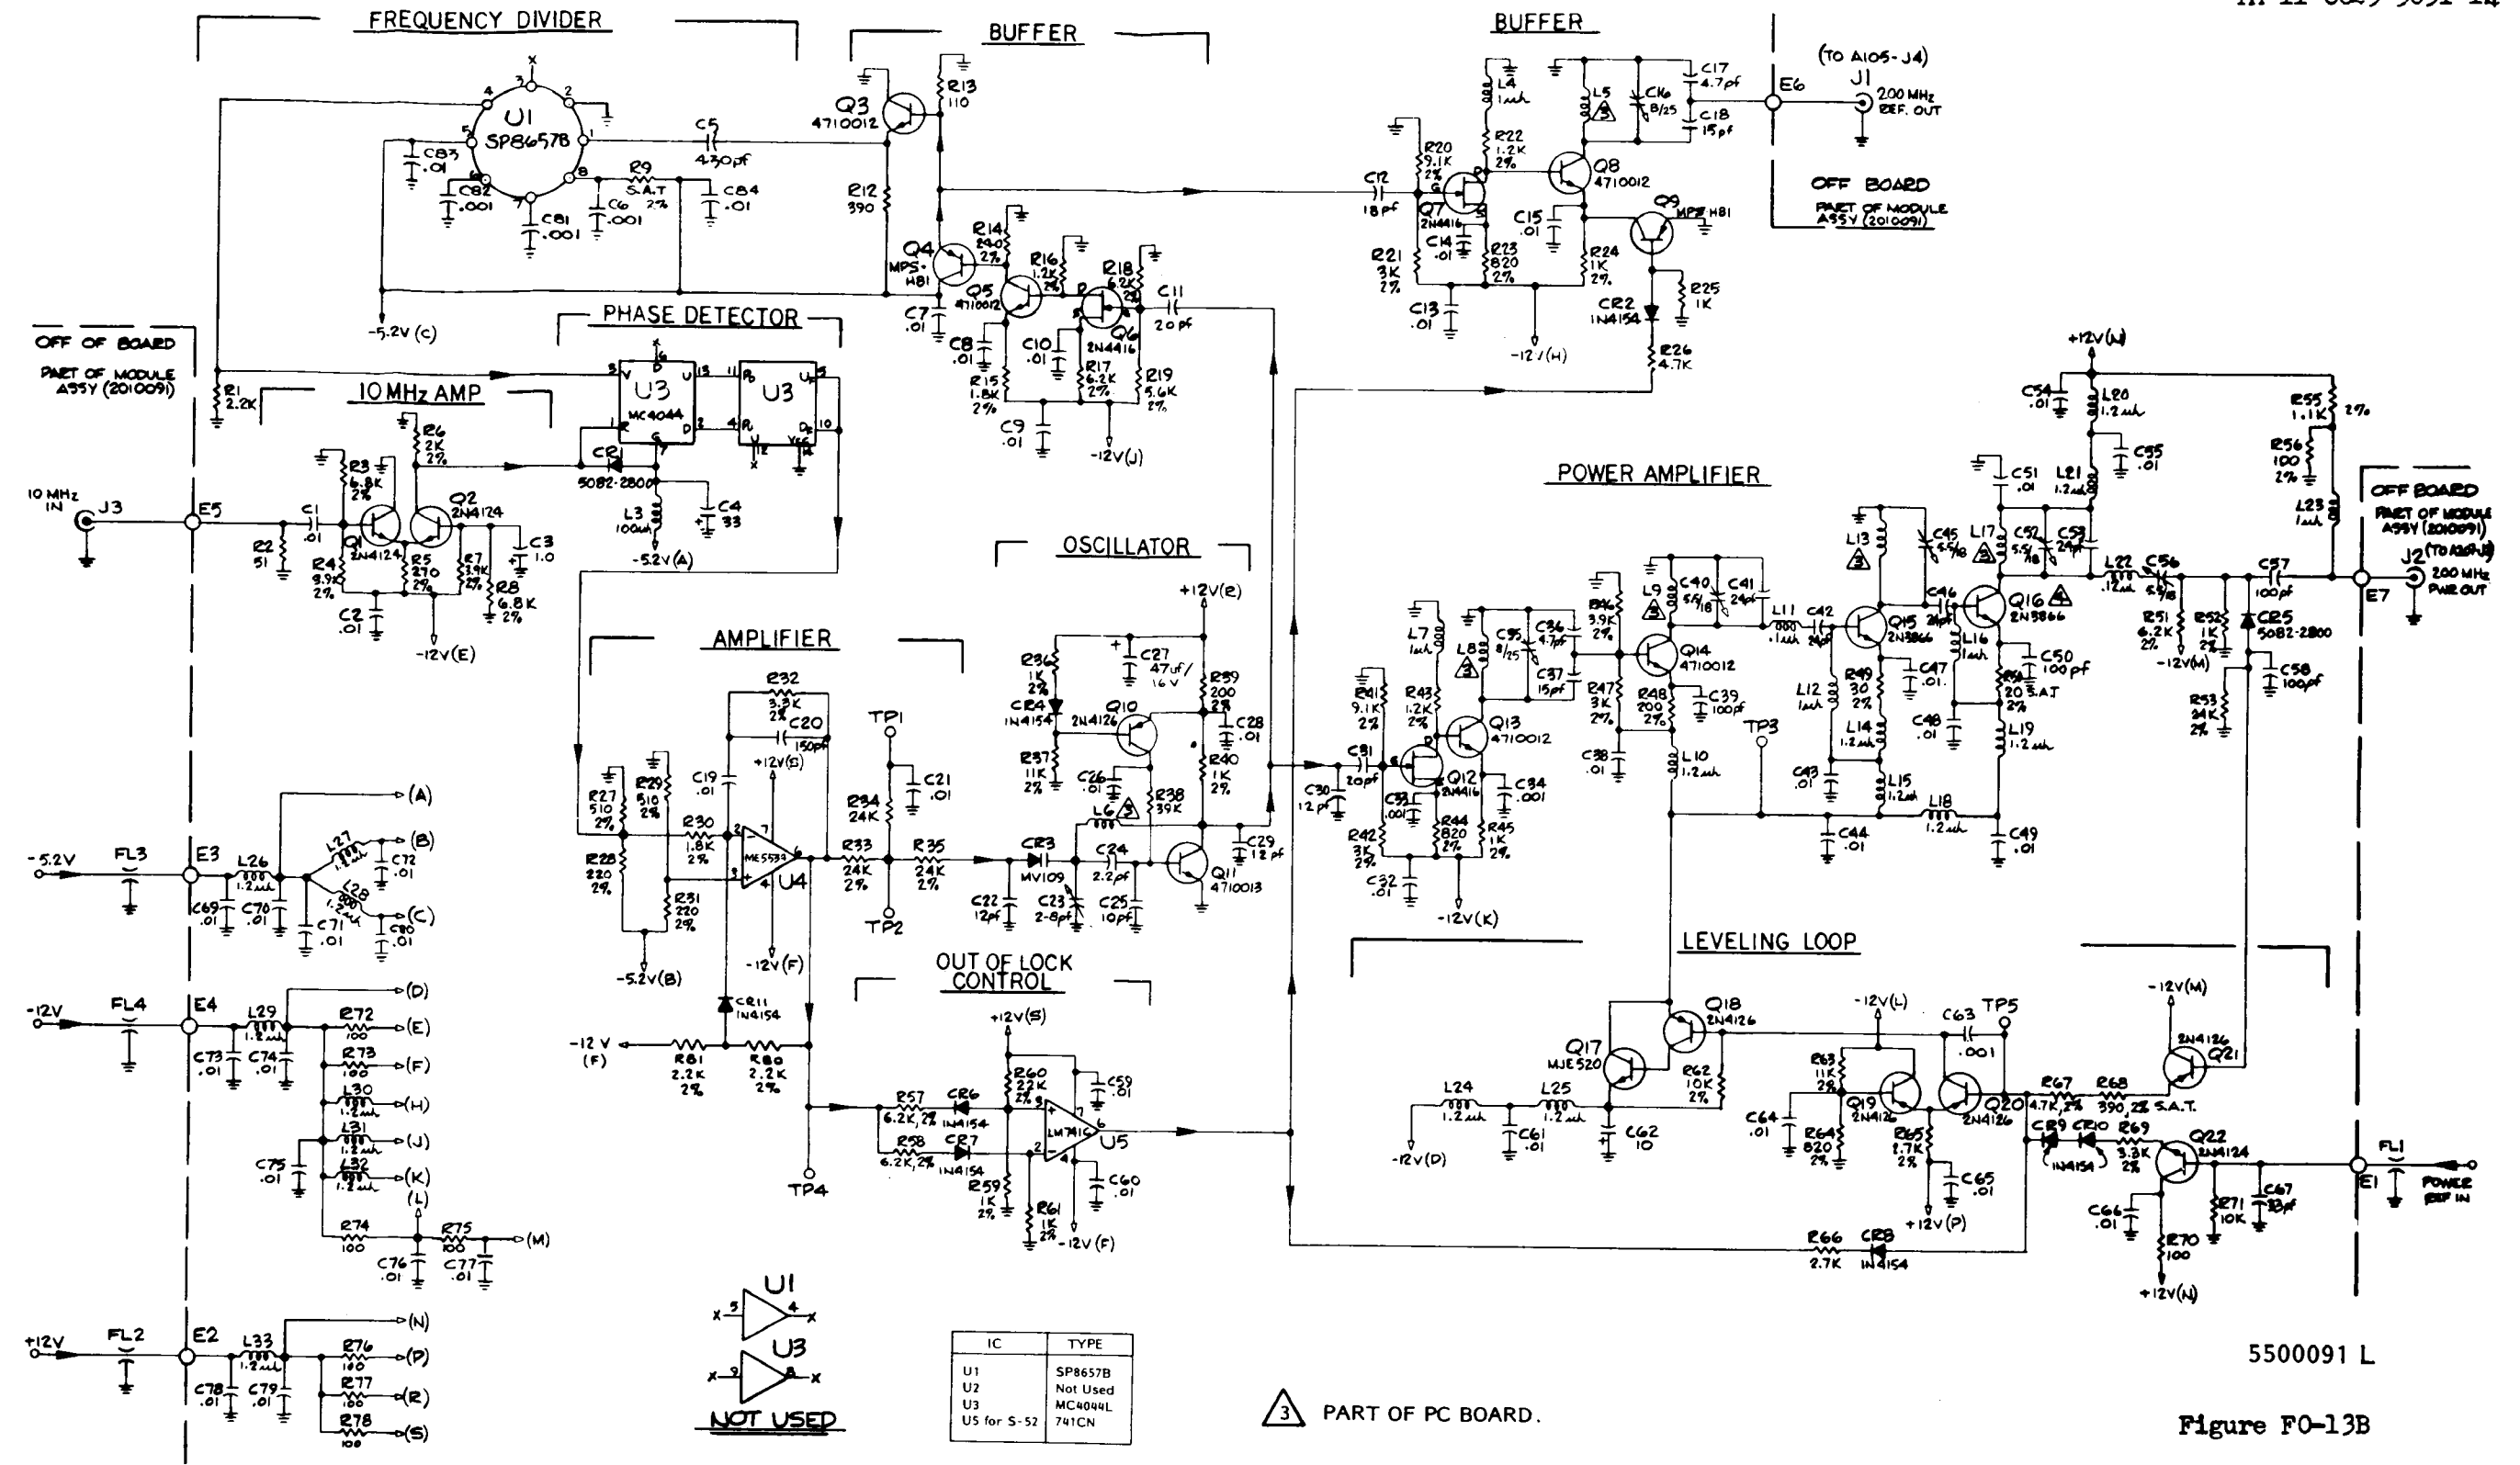 FREQUENCY DIVIDER
BUFFER
BUFFER
(TO A105-J4)
J1
200 MHz
REF. OUT
E6
OFF BOARD
PART OF MODULE
ASSY (2010091)
U1
SP8657B
X
3
4
2
5
1
8
7
C83
.01
C82
.001
C81
.001
C6
.001
R9
S.A.T
2%
C84
.01
C5
430pf
Q3
4710012
R13
110
R12
390
Q4
MPS-
H81
C7
.01
R14
240
2%
Q5
4710012
R16
1.2K
2%
R18
6.2K
2%
C11
20pf
Q6
2N4416
C8
.01
C10
.01
R17
6.2K
2%
R15
1.8K
2%
R19
5.6K
2%
C9
.01
-12V(J)
C12
18pf
R20
9.1K
2%
R21
3K
2%
Q7
2N4416
C14
.01
C13
.01
L4
1uh
R22
1.2K
2%
R23
820
2%
-12V(H)
L5
3
C16
8/25
C17
4.7pf
C18
15pf
Q8
4710012
C15
.01
R24
1K
2%
Q9
MPS-H81
CR2
1N4154
R25
1K
R26
4.7K
-5.2V(C)
OFF OF BOARD
PART OF MODULE
ASSY (2010091)
R1
2.2K
PHASE DETECTOR
U3
MC4044
U3
10 MHz AMP
10 MHz
IN
J3
E5
R2
51
C1
.01
R3
6.8K
2%
R4
3.9K
2%
C2
.01
Q1
2N4124
R5
270
2%
R6
2K
2%
Q2
2N4124
R7
3.9K
2%
R8
6.8K
2%
C3
1.0
-12V(E)
CR1
5082-2800
L3
100uh
C4
33
-5.2V(A)
OSCILLATOR
+12V(R)
R36
1K
2%
C27
47uf/
16V
CR4
1N4154
Q10
2N4126
R39
200
2%
C28
.01
R37
11K
2%
C26
.01
R38
39K
R40
1K
2%
L6
3
CR3
MV109
C22
12pf
C23
2-8pf
C24
2.2pf
C25
10pf
Q11
4710013
C29
12pf
AMPLIFIER
R32
3.3K
2%
C20
150pf
+12V(S)
C19
.01
R27
510
2%
R29
510
2%
R30
1.8K
2%
R28
220
2%
R31
220
2%
-5.2V(B)
U4
-12V(F)
TP1
C21
.01
R34
24K
R33
24K
2%
R35
24K
2%
TP2
CR11
1N4154
-12 V
(F)
R81
2.2K
2%
R80
2.2K
2%
TP4
OUT OF LOCK
CONTROL
+12V(S)
R60
22K
2%
C59
.01
R57
6.2K, 2%
CR6
1N4154
R58
6.2K, 2%
CR7
1N4154
LM741C
U5
R59
1K
2%
R61
1K
2%
C60
.01
-12V(F)
POWER AMPLIFIER
C30
12pf
C31
20pf
R41
9.1K
2%
R42
3K
2%
C32
.01
C33
.001
Q12
2N4416
L7
1uh
R43
1.2K
2%
R44
820
2%
-12V(K)
L8
3
C35
8/25
C36
4.7pf
C37
15pf
Q13
4710012
C34
.001
R45
1K
2%
R46
3.9K
2%
R47
3K
2%
C38
.01
L9
3
C40
5.5/18
C41
24pf
Q14
4710012
R48
200
2%
C39
100pf
L10
1.2uh
TP3
L11
.1uh
C42
24pf
L12
1uh
C43
.01
L13
3
C45
5.5/18
Q15
2N3866
R49
30
2%
C47
.01
L14
1.2uh
L15
1.2uh
C44
.01
C46
24pf
L16
1uh
C48
.01
L17
3
C51
.01
C52
5.5/18
C53
24pf
Q16
4
2N3866
C50
100pf
R50
20 S.A.T
2%
L18
1.2uh
L19
1.2uh
C49
.01
+12V(N)
C54
.01
L20
1.2uh
C55
.01
L21
1.2uh
R55
1.1K
2%
R56
100
2%
L23
1uh
L22
.12uh
C56
5.5/18
R51
6.2K
2%
-12V(M)
R52
1K
2%
C57
100pf
CR5
5082-2800
C58
100pf
R53
24K
2%
OFF BOARD
PART OF MODULE
ASSY (2010091)
J2
200 MHz
PWR OUT
E7
LEVELING LOOP
Q17
MJE520
Q18
2N4126
R62
10K
2%
L24
1.2uh
L25
1.2uh
-12V(D)
C61
.01
C62
10
-12V(L)
R63
11K
2%
C64
.01
R64
820
2%
Q19
2N4126
Q20
2N4126
R65
2.7K
2%
C65
.01
+12V(P)
C63
.001
TP5
-12V(M)
2N4126
Q21
R67
4.7K, 2%
R68
390, 2% S.A.T.
CR9
CR10
1N4154
R69
3.3K
2%
Q22
2N4124
C66
.01
R70
100
+12V(N)
R71
10K
C67
33pf
E1
FL1
POWER
REF IN
R66
2.7K
CR8
1N4154
-5.2V
FL3
E3
L26
1.2uh
C69
.01
C70
.01
C71
.01
L27
1.2uh
L28
1.2uh
C72
.01
C80
.01
(A)
(B)
(C)
-12V
FL4
E4
L29
1.2uh
C73
.01
C74
.01
R72
100
R73
100
L30
1.2uh
L31
1.2uh
L32
1.2uh
C75
.01
R74
100
R75
100
C76
.01
C77
.01
(D)
(E)
(F)
(H)
(J)
(K)
(L)
(M)
+12V
FL2
E2
L33
1.2uh
C78
.01
C79
.01
R76
100
R77
100
R78
100
(N)
(P)
(R)
(S)
U1
X 5 4 X
U3
X 9 8 X
NOT USED
IC TYPE
U1 SP8657B
U2 Not Used
U3 MC4044L
U5 for S-52 741CN
3 PART OF PC BOARD.
5500091 L
Figure FO-13B